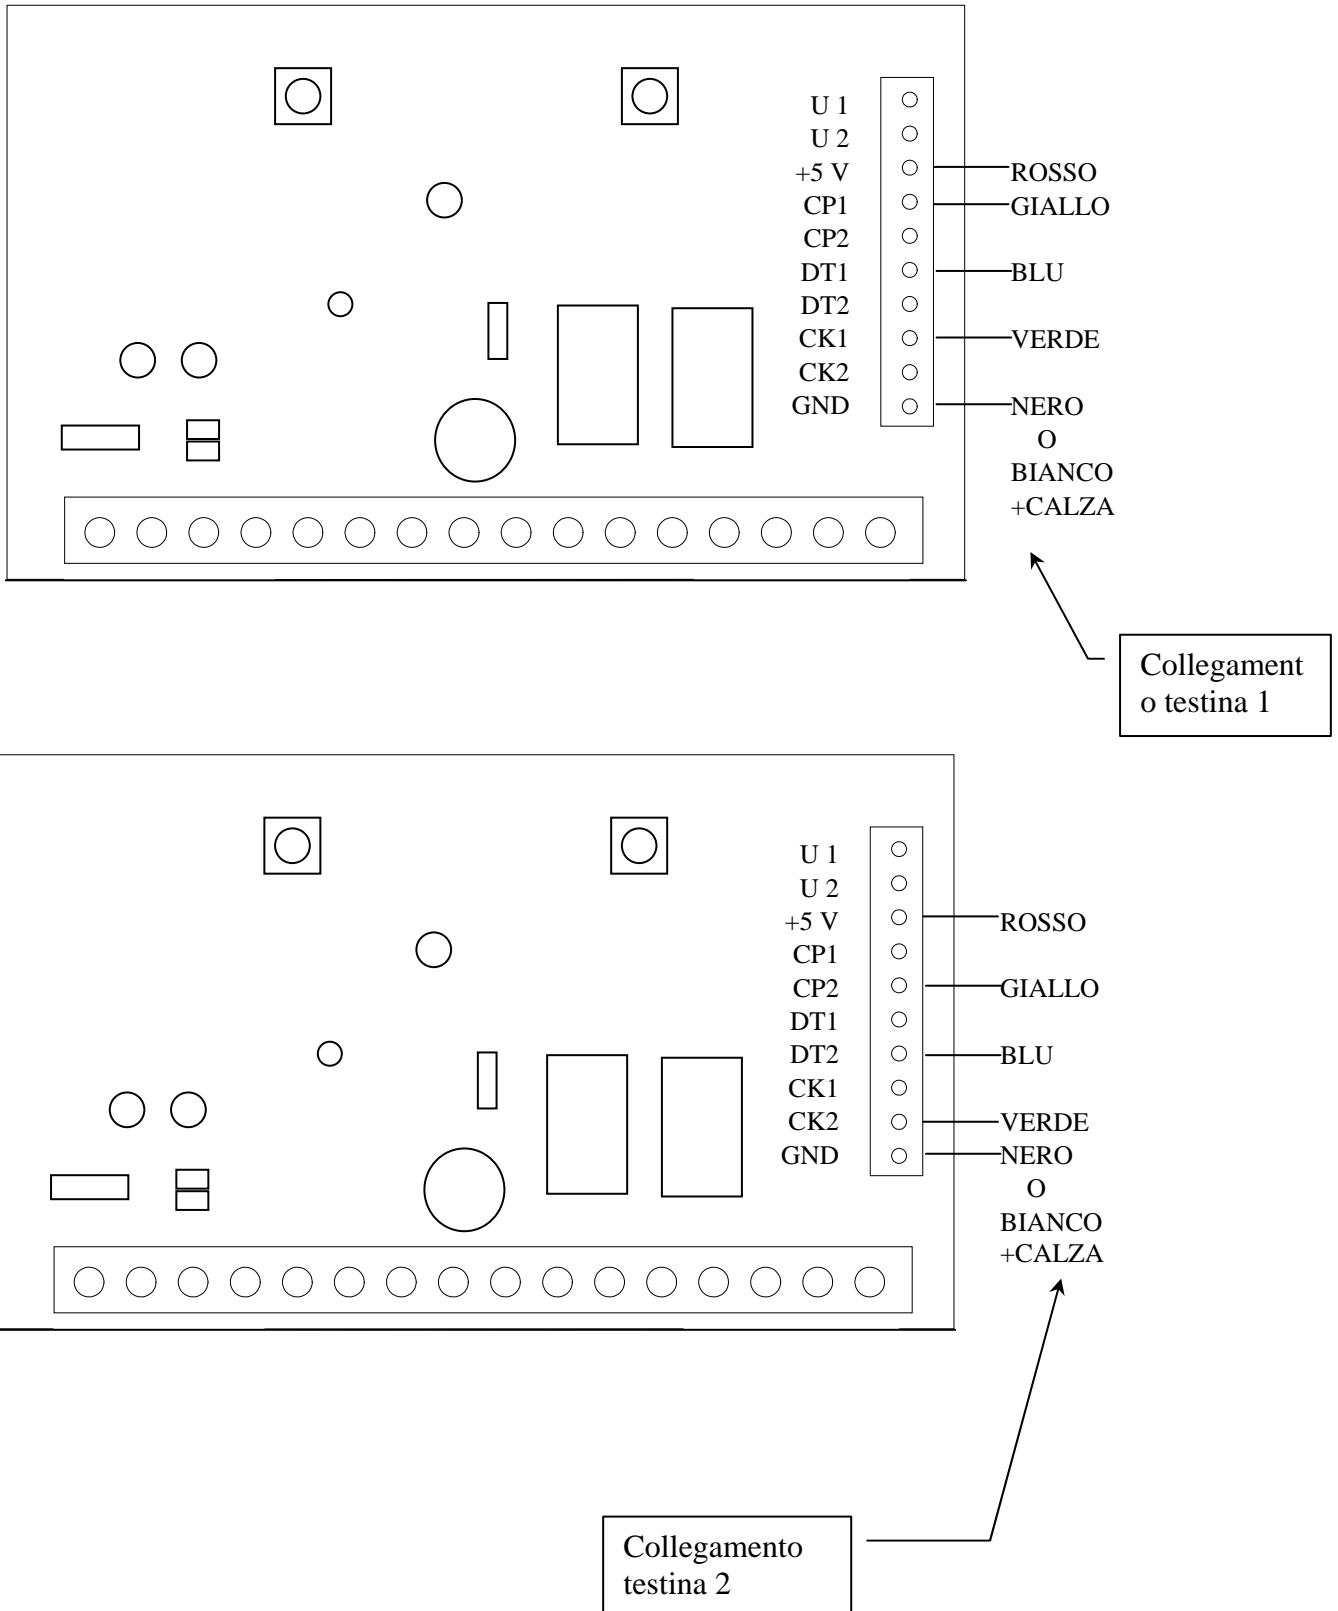 U 1
U 2
+5 V ROSSO
CP1 GIALLO
CP2
DT1 BLU
DT2
CK1 VERDE
CK2
GND NERO
O
BIANCO
+CALZA
Collegament
o testina 1
U 1
U 2
+5 V ROSSO
CP1
CP2 GIALLO
DT1
DT2 BLU
CK1
CK2 VERDE
GND NERO
O
BIANCO
+CALZA
Collegamento
testina 2